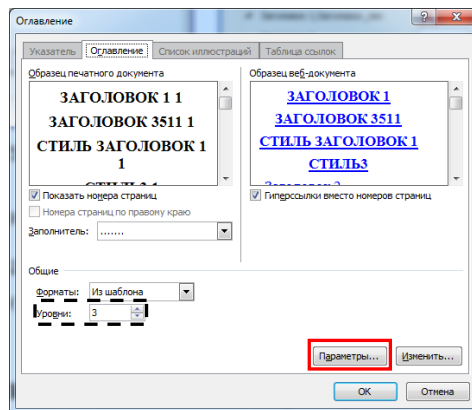 Оглавление
Указатель Оглавление Список иллюстраций Таблица ссылок
Образец печатного документа
ЗАГОЛОВОК 1 1
ЗАГОЛОВОК 3511 1
СТИЛЬ ЗАГОЛОВОК 1
1
Образец веб-документа
ЗАГОЛОВОК 1
ЗАГОЛОВОК 3511
СТИЛЬ ЗАГОЛОВОК 1
СТИЛЬ3
Показать номера страниц
Номера страниц по правому краю
Заполнитель: .......
Гиперссылки вместо номеров страниц
Общие
Форматы: Из шаблона
Уровни: 3
Параметры... Изменить...
ОК Отмена